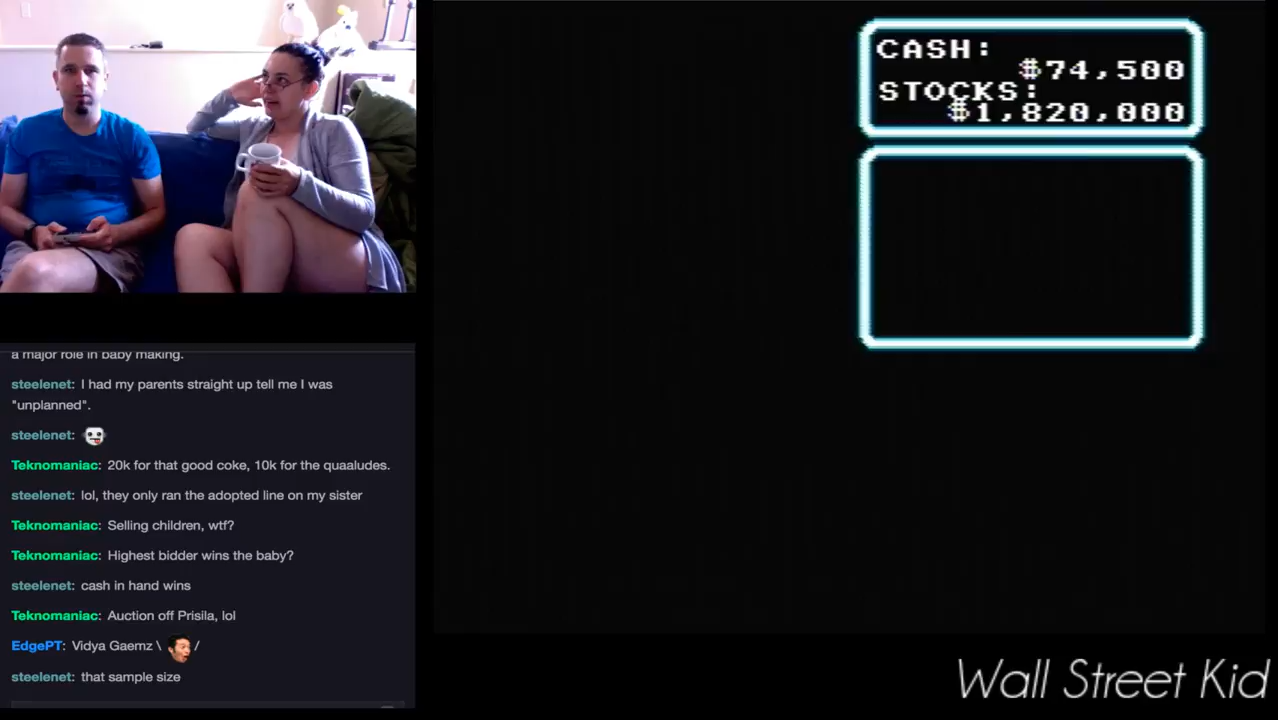 CASH:
$74,500
STOCKS:
$1,820,000
a major role in baby making.
steelenet: I had my parents straight up tell me I was
"unplanned".
steelenet:
Teknomaniac: 20k for that good coke, 10k for the quaaludes.
steelenet: lol, they only ran the adopted line on my sister
Teknomaniac: Selling children, wtf?
Teknomaniac: Highest bidder wins the baby?
steelenet: cash in hand wins
Teknomaniac: Auction off Prisila, lol
EdgePT: Vidya Gaemz \ /
steelenet: that sample size
Wall Street Kid